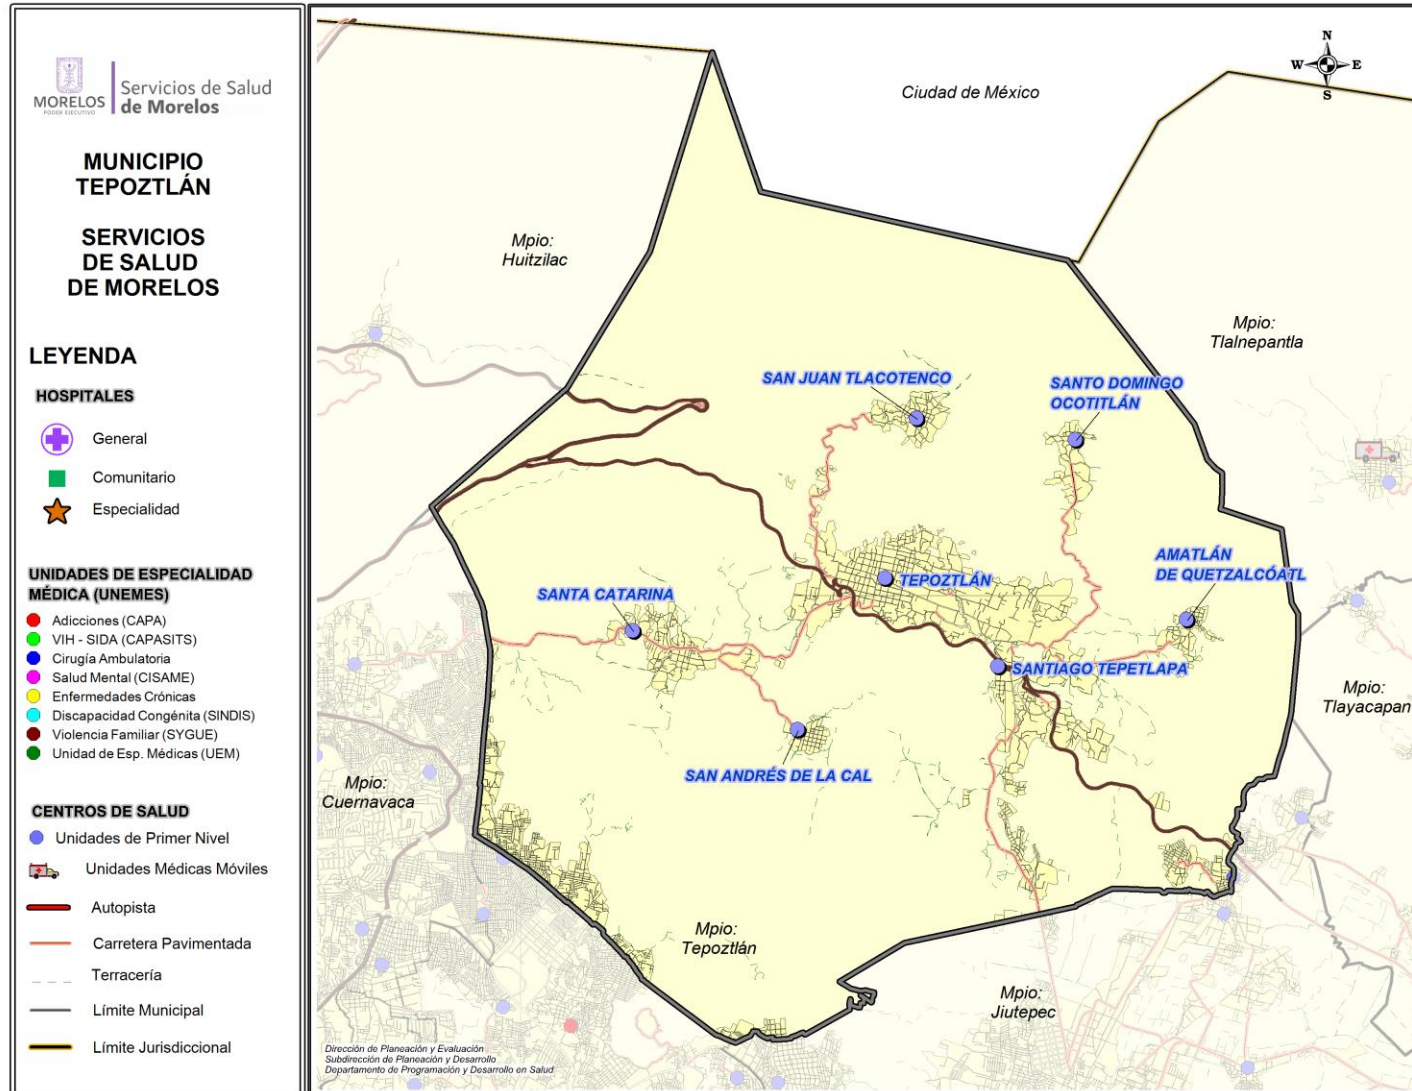 MORELOS
PODER EJECUTIVO
Servicios de Salud
de Morelos
MUNICIPIO
TEPOZTLÁN
SERVICIOS
DE SALUD
DE MORELOS
LEYENDA
HOSPITALES
General
Comunitario
Especialidad
UNIDADES DE ESPECIALIDAD
MÉDICA (UNEMES)
Adicciones (CAPA)
VIH - SIDA (CAPASITS)
Cirugía Ambulatoria
Salud Mental (CISAME)
Enfermedades Crónicas
Discapacidad Congénita (SINDIS)
Violencia Familiar (SYGUE)
Unidad de Esp. Médicas (UEM)
CENTROS DE SALUD
Unidades de Primer Nivel
Unidades Médicas Móviles
Autopista
Carretera Pavimentada
Terracería
Límite Municipal
Límite Jurisdiccional
N
W E
S
Ciudad de México
Mpio:
Huitzilac
Mpio:
Tlalnepantla
SAN JUAN TLACOTENCO
SANTO DOMINGO
OCOTITLÁN
AMATLÁN
DE QUETZALCÓATL
TEPOZTLÁN
SANTA CATARINA
SANTIAGO TEPETLAPA
Mpio:
Tlayacapan
SAN ANDRÉS DE LA CAL
Mpio:
Cuernavaca
Mpio:
Tepoztlán
Mpio:
Jiutepec
Dirección de Planeación y Evaluación
Subdirección de Planeación y Desarrollo
Departamento de Programación y Desarrollo en Salud